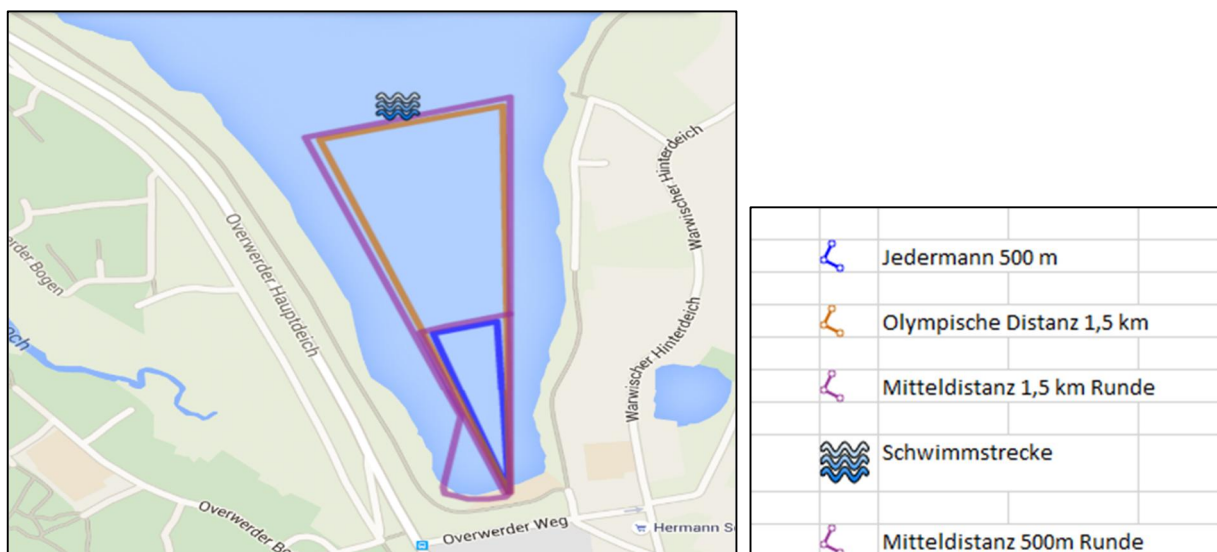 Warwischer Hinterdeich
Overwerder Hauptdeich
Warwischer Hinterdeich
Overwerder Weg
Hermann
Jedermann 500 m
Olympische Distanz 1,5 km
Mitteldistanz 1,5 km Runde
Schwimmstrecke
Mitteldistanz 500m Runde